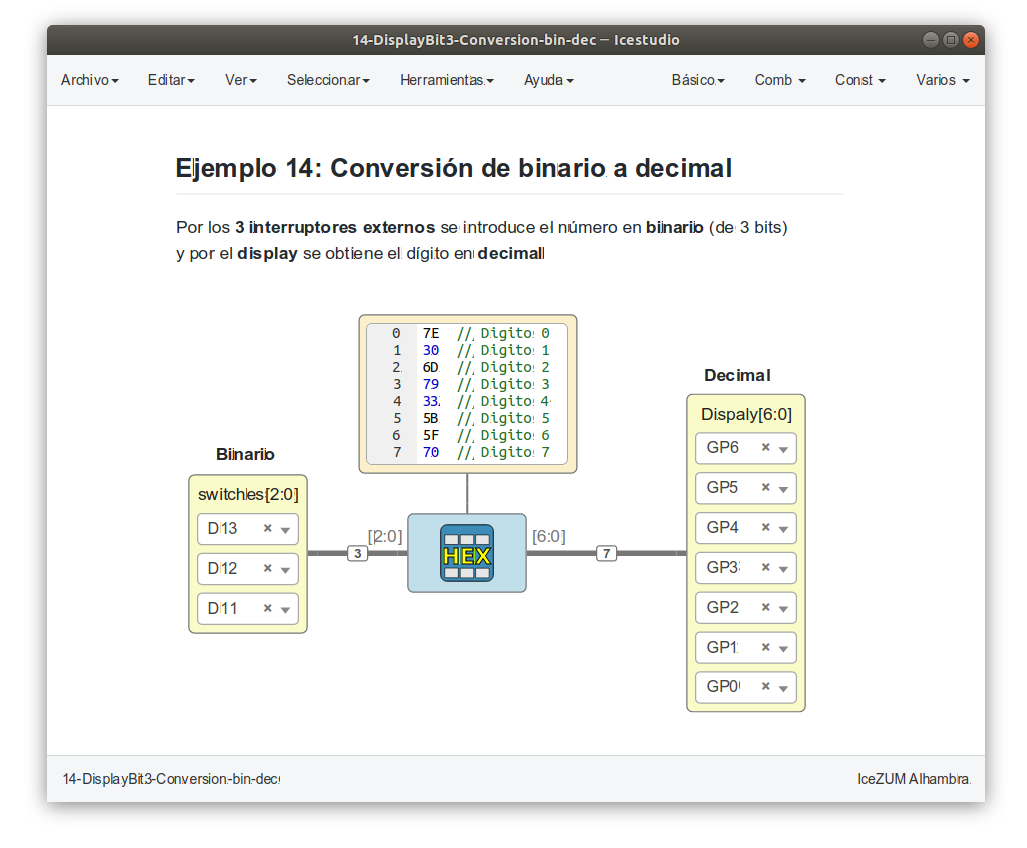 14-DisplayBit3-Conversion-bin-dec – Icestudio
Archivo Editar Ver Seleccionar Herramientas Ayuda Básico Comb Const Varios
Ejemplo 14: Conversión de binario a decimal
Por los 3 interruptores externos se introduce el número en binario (de 3 bits)
y por el display se obtiene el dígito en decimal
0 7E // Digito 0
1 30 // Digito 1
2 6D // Digito 2
3 79 // Digito 3
4 33 // Digito 4
5 5B // Digito 5
6 5F // Digito 6
7 70 // Digito 7
Decimal
Dispaly[6:0]
GP6
GP5
GP4
GP3
GP2
GP1
GP0
Binario
switches[2:0]
D13
D12
D11
3
[2:0]
HEX
[6:0]
7
14-DisplayBit3-Conversion-bin-dec
IceZUM Alhambra